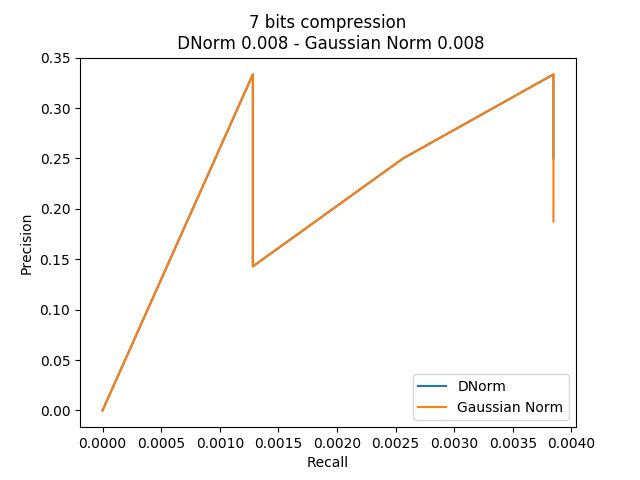 7 bits compression
DNorm 0.008 - Gaussian Norm 0.008
0.35
0.30
0.25
0.20
0.15
0.10
0.05
0.00
Precision
DNorm
Gaussian Norm
0.0000 0.0005 0.0010 0.0015 0.0020 0.0025 0.0030 0.0035 0.0040
Recall